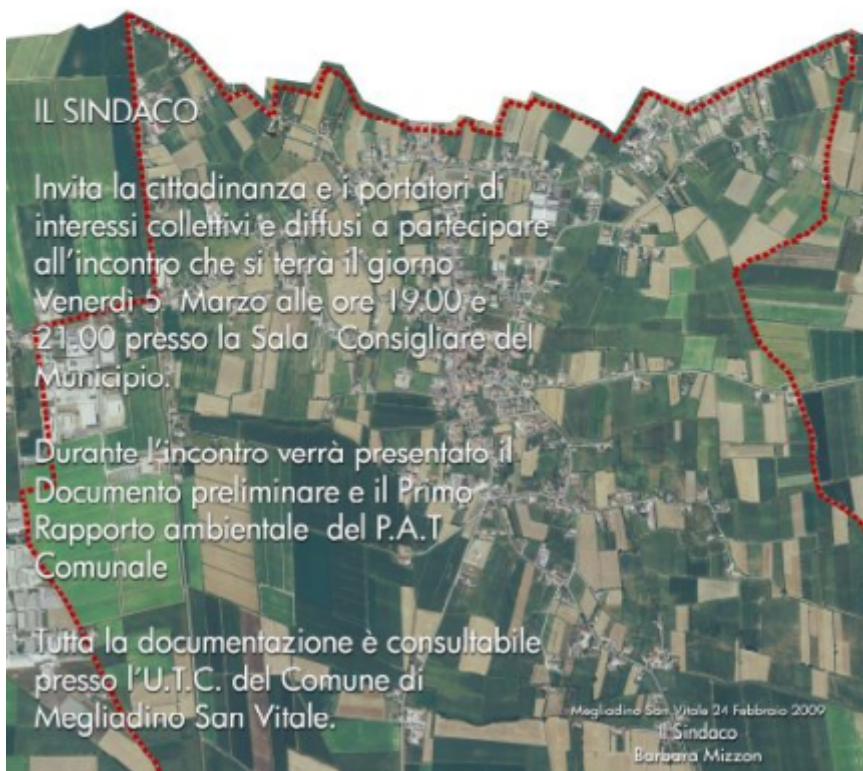 IL SINDACO
Invita la cittadinanza e i portatori di
interessi collettivi e diffusi a partecipare
all'incontro che si terrà il giorno
Venerdì 5 Marzo alle ore 19.00 e
21.00 presso la Sala Consigliare del
Municipio.
Durante l'incontro verrà presentato il
Documento preliminare e il Primo
Rapporto ambientale del P.A.T
Comunale
Tutta la documentazione è consultabile
presso l'U.T.C. del Comune di
Megliadino San Vitale.
Megliadino San Vitale 24 Febbraio 2009
Il Sindaco
Barbara Mizzon